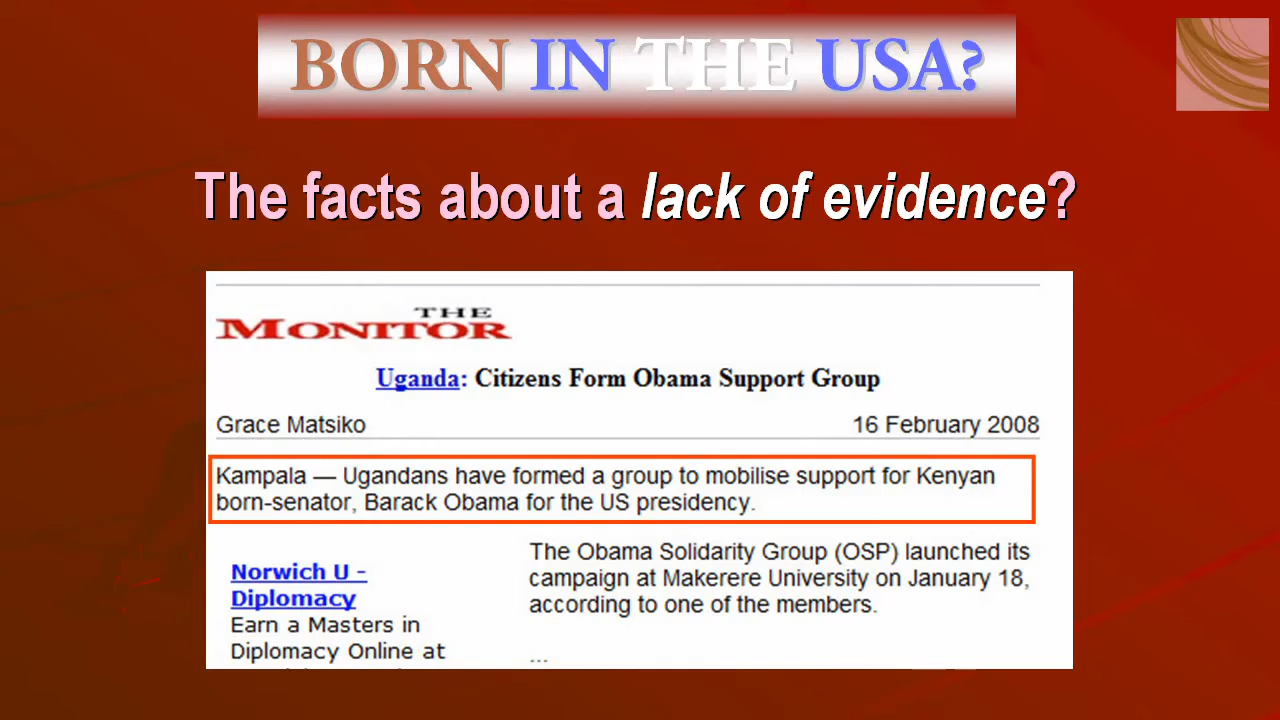 BORN IN THE USA?
The facts about a lack of evidence?
THE
MONITOR
Uganda: Citizens Form Obama Support Group
Grace Matsiko 16 February 2008
Kampala — Ugandans have formed a group to mobilise support for Kenyan
born-senator, Barack Obama for the US presidency.
The Obama Solidarity Group (OSP) launched its
campaign at Makerere University on January 18,
according to one of the members.
...
Norwich U -
Diplomacy
Earn a Masters in
Diplomacy Online at